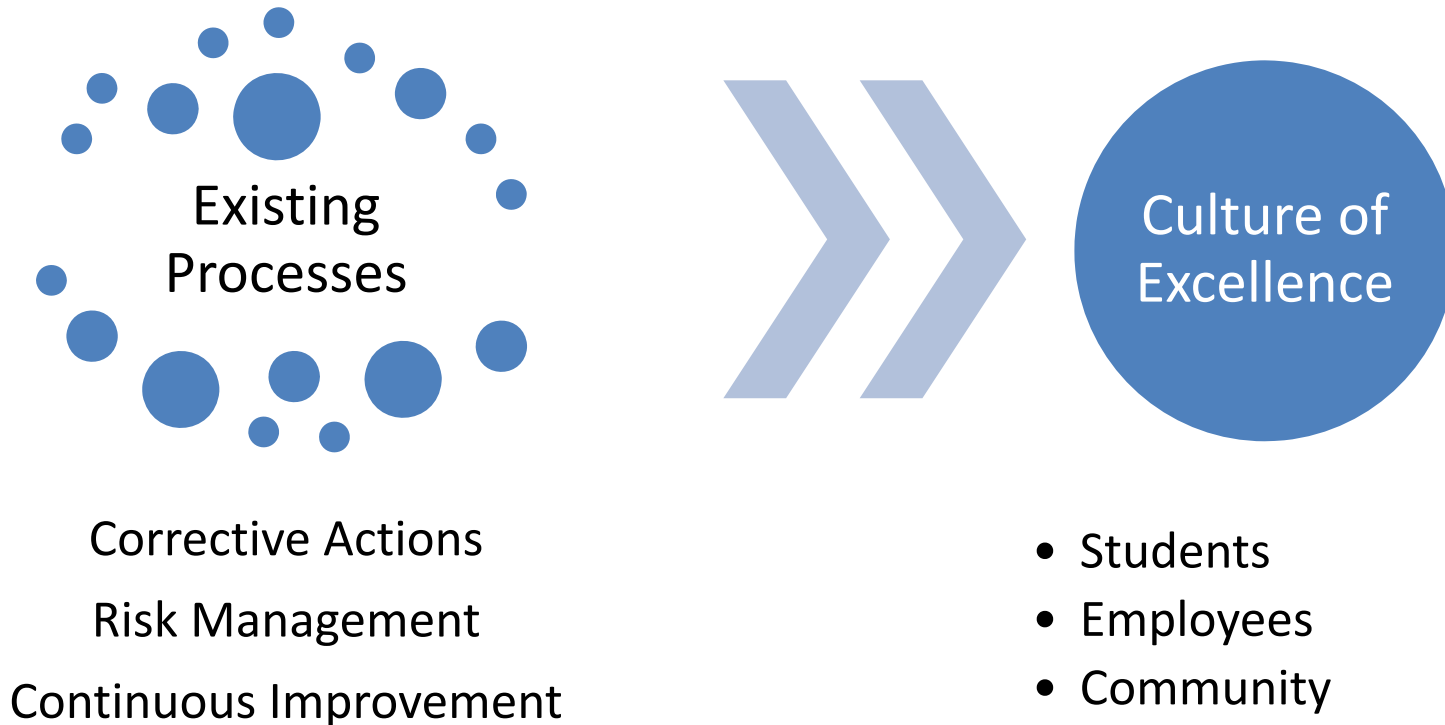 Existing
Processes
Corrective Actions
Risk Management
Continuous Improvement
Culture of
Excellence
• Students
• Employees
• Community